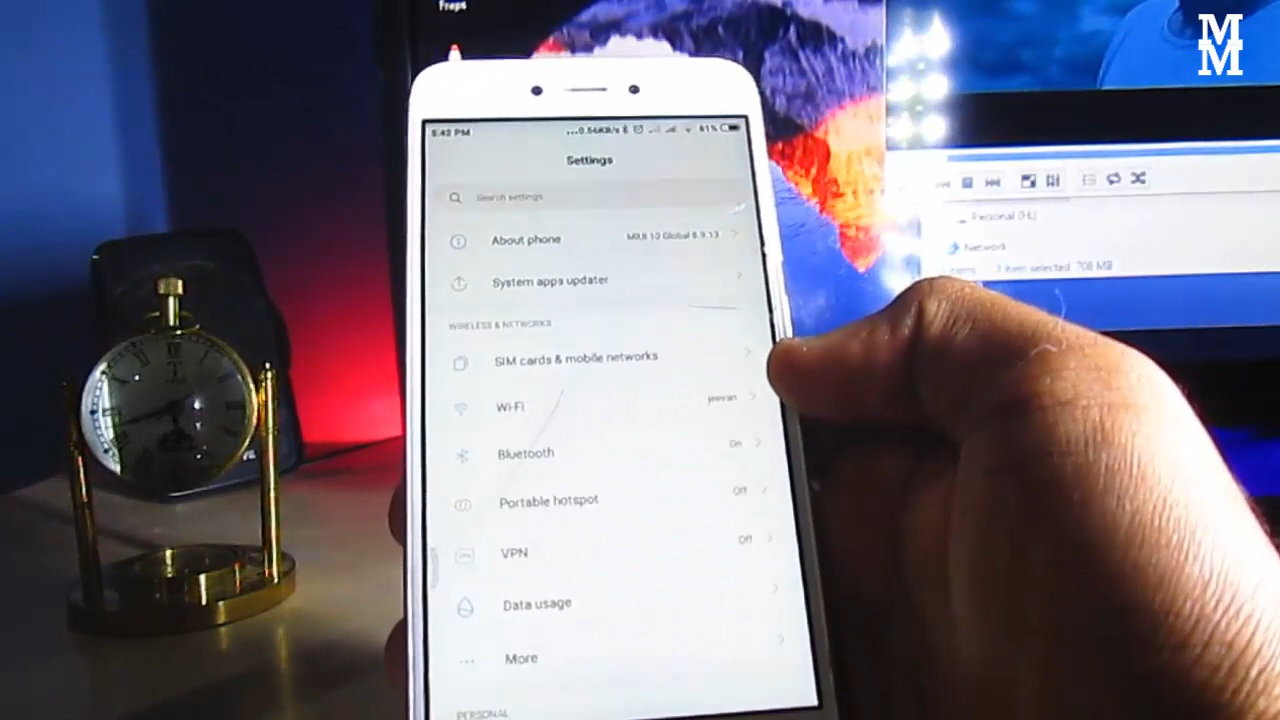 Fraps
M
M
5:42 PM ...0.56KB/s 61%
Settings
Search settings
About phone MIUI 10 Global 8.9.13
System apps updater
WIRELESS & NETWORKS
SIM cards & mobile networks
Wi-Fi jeevan
Bluetooth On
Portable hotspot Off
VPN Off
Data usage
More
PERSONAL
Personal (H:)
Network
items 1 item selected 708 MB